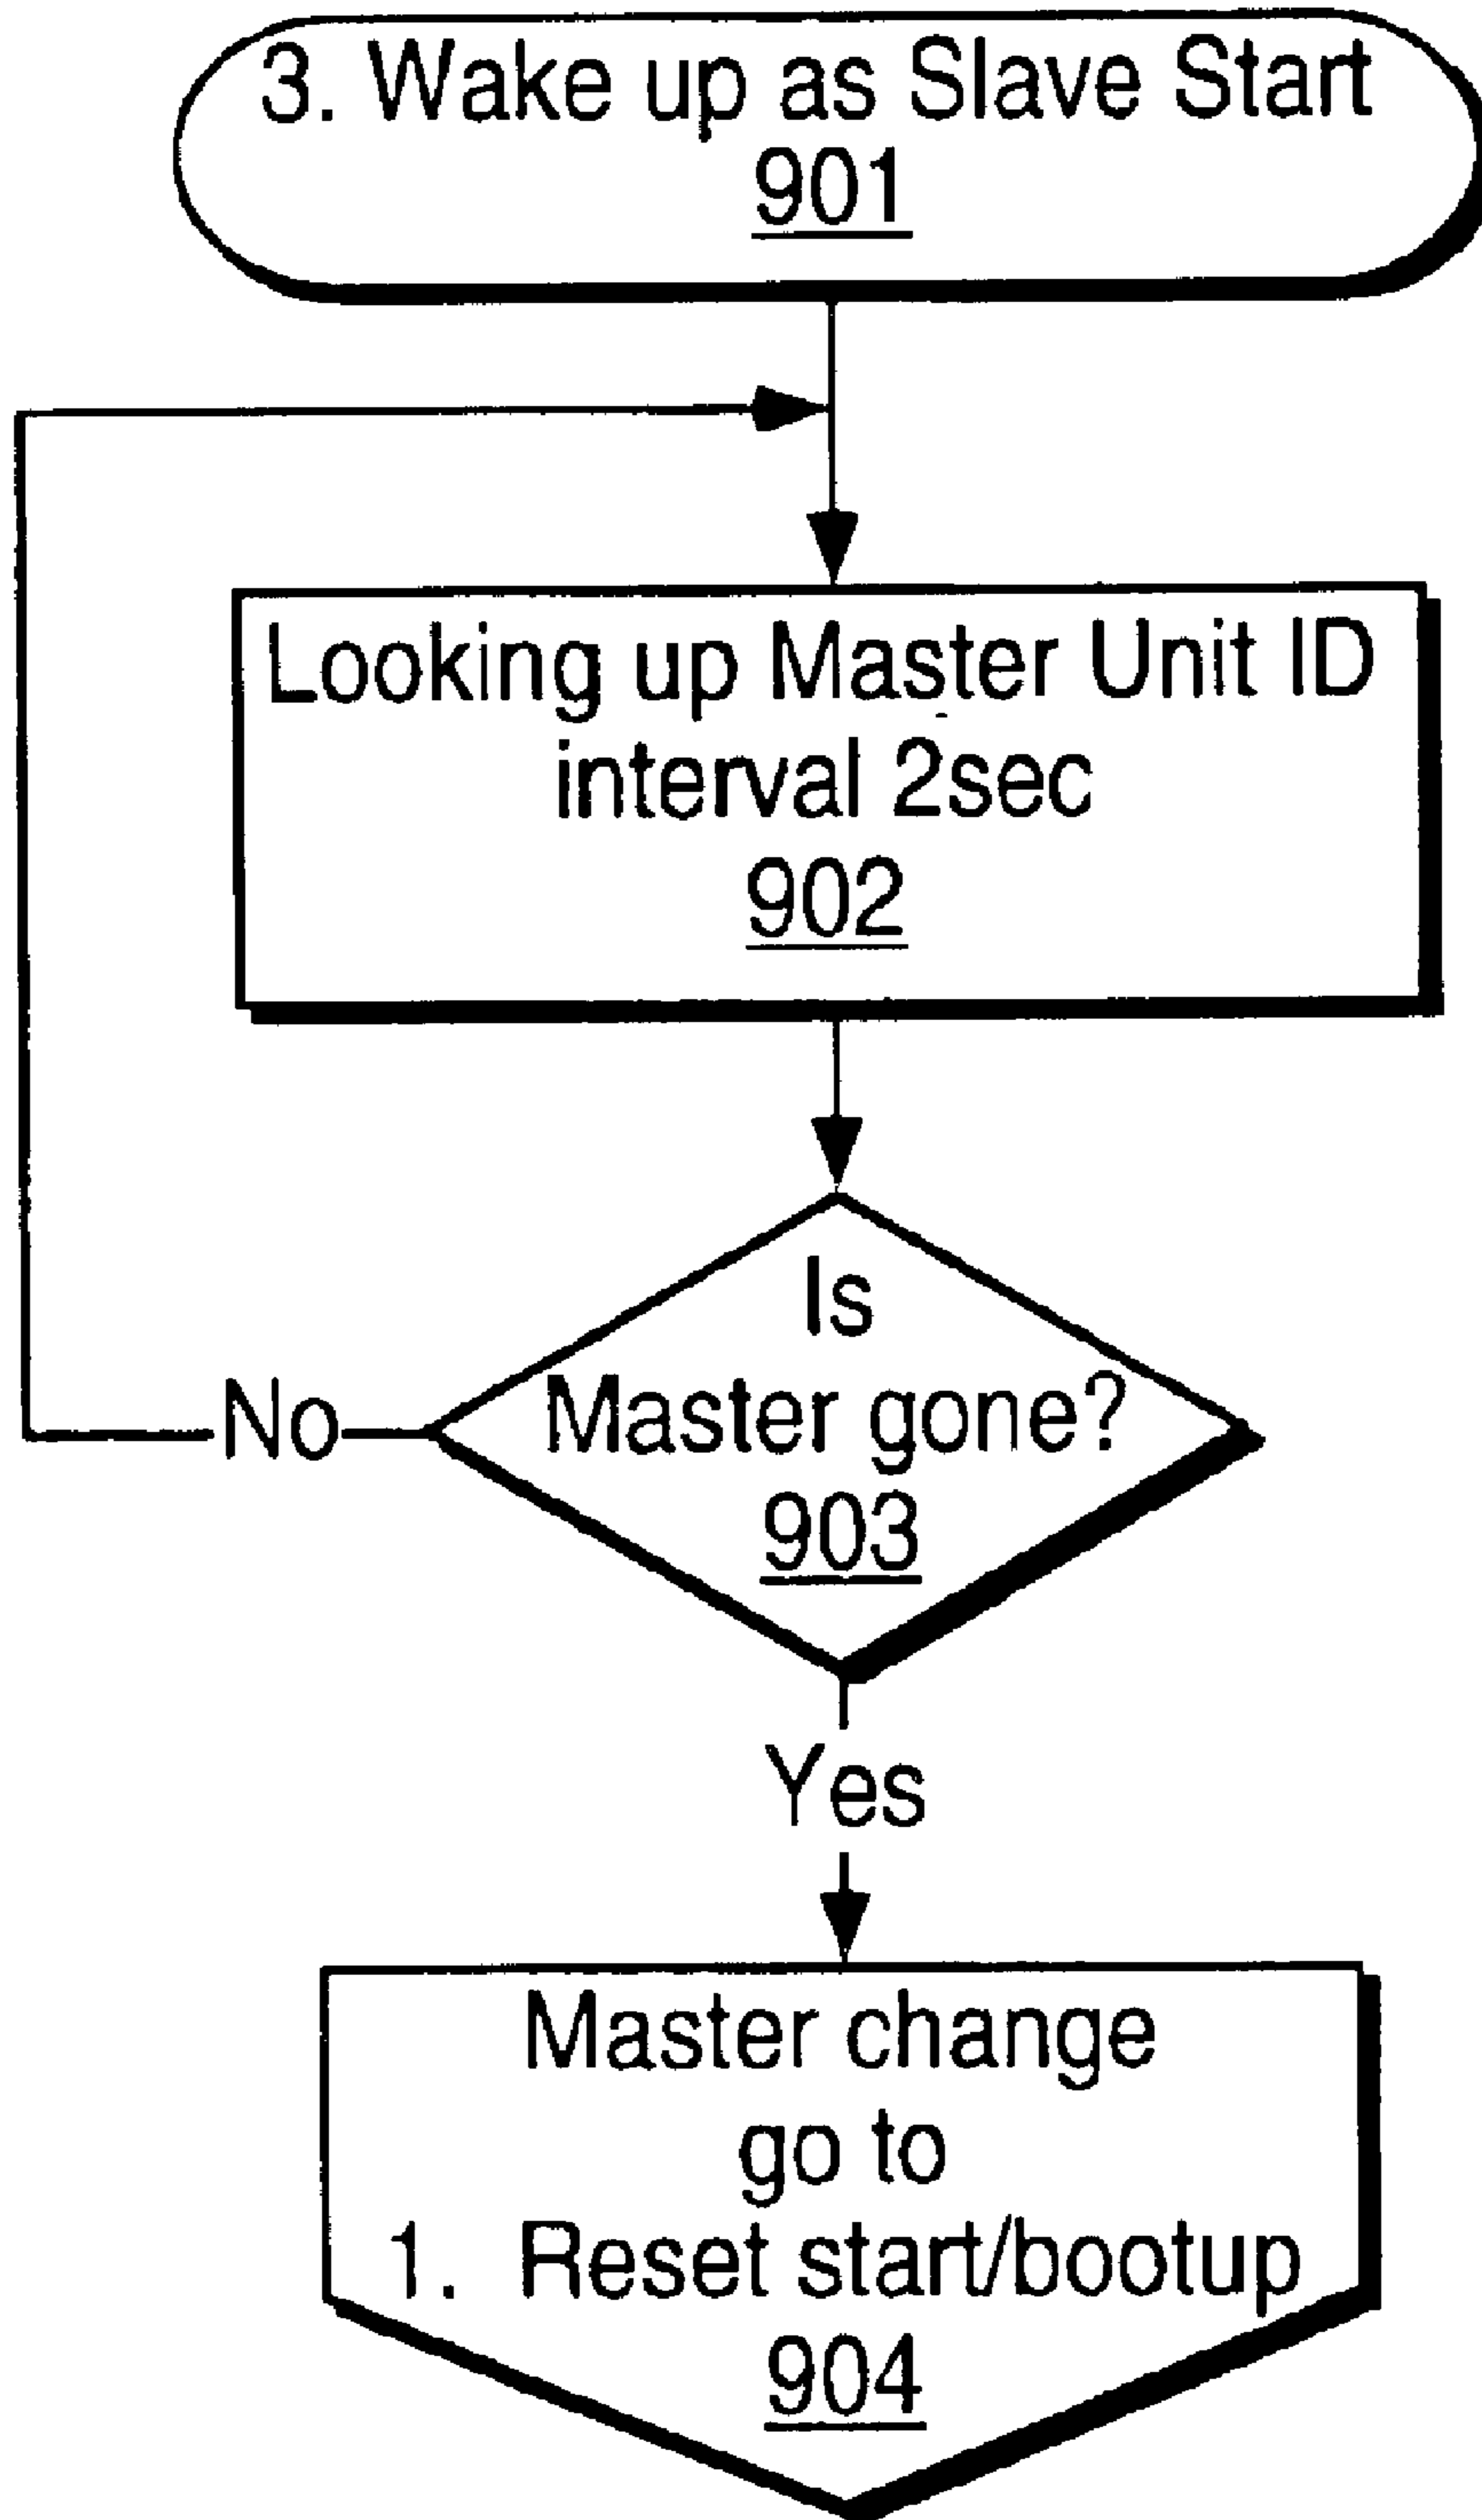 3. Wake up as Slave Start
901
Looking up Master Unit ID
interval 2sec
902
Is
Master gone?
903
No
Yes
Master change
go to
1. Reset start/bootup
904